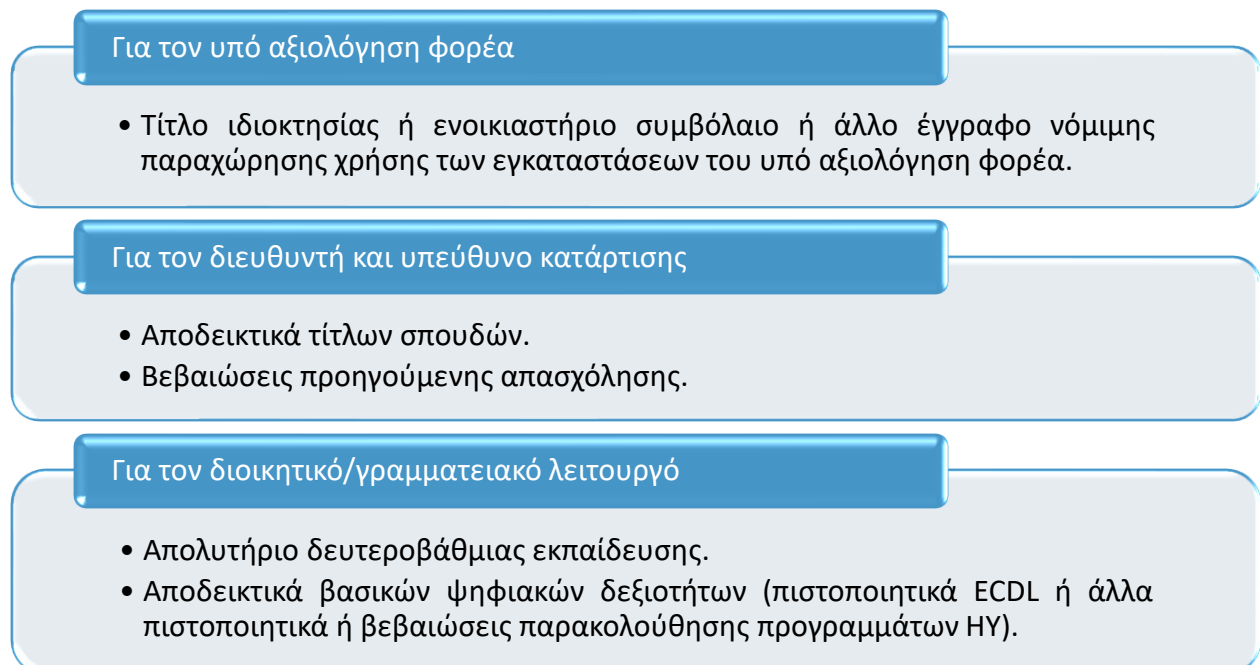 Για τον υπό αξιολόγηση φορέα
• Τίτλο ιδιοκτησίας ή ενοικιαστήριο συμβόλαιο ή άλλο έγγραφο νόμιμης
παραχώρησης χρήσης των εγκαταστάσεων του υπό αξιολόγηση φορέα.
Για τον διευθυντή και υπεύθυνο κατάρτισης
• Αποδεικτικά τίτλων σπουδών.
• Βεβαιώσεις προηγούμενης απασχόλησης.
Για τον διοικητικό/γραμματειακό λειτουργό
• Απολυτήριο δευτεροβάθμιας εκπαίδευσης.
• Αποδεικτικά βασικών ψηφιακών δεξιοτήτων (πιστοποιητικά ECDL ή άλλα
πιστοποιητικά ή βεβαιώσεις παρακολούθησης προγραμμάτων ΗΥ).